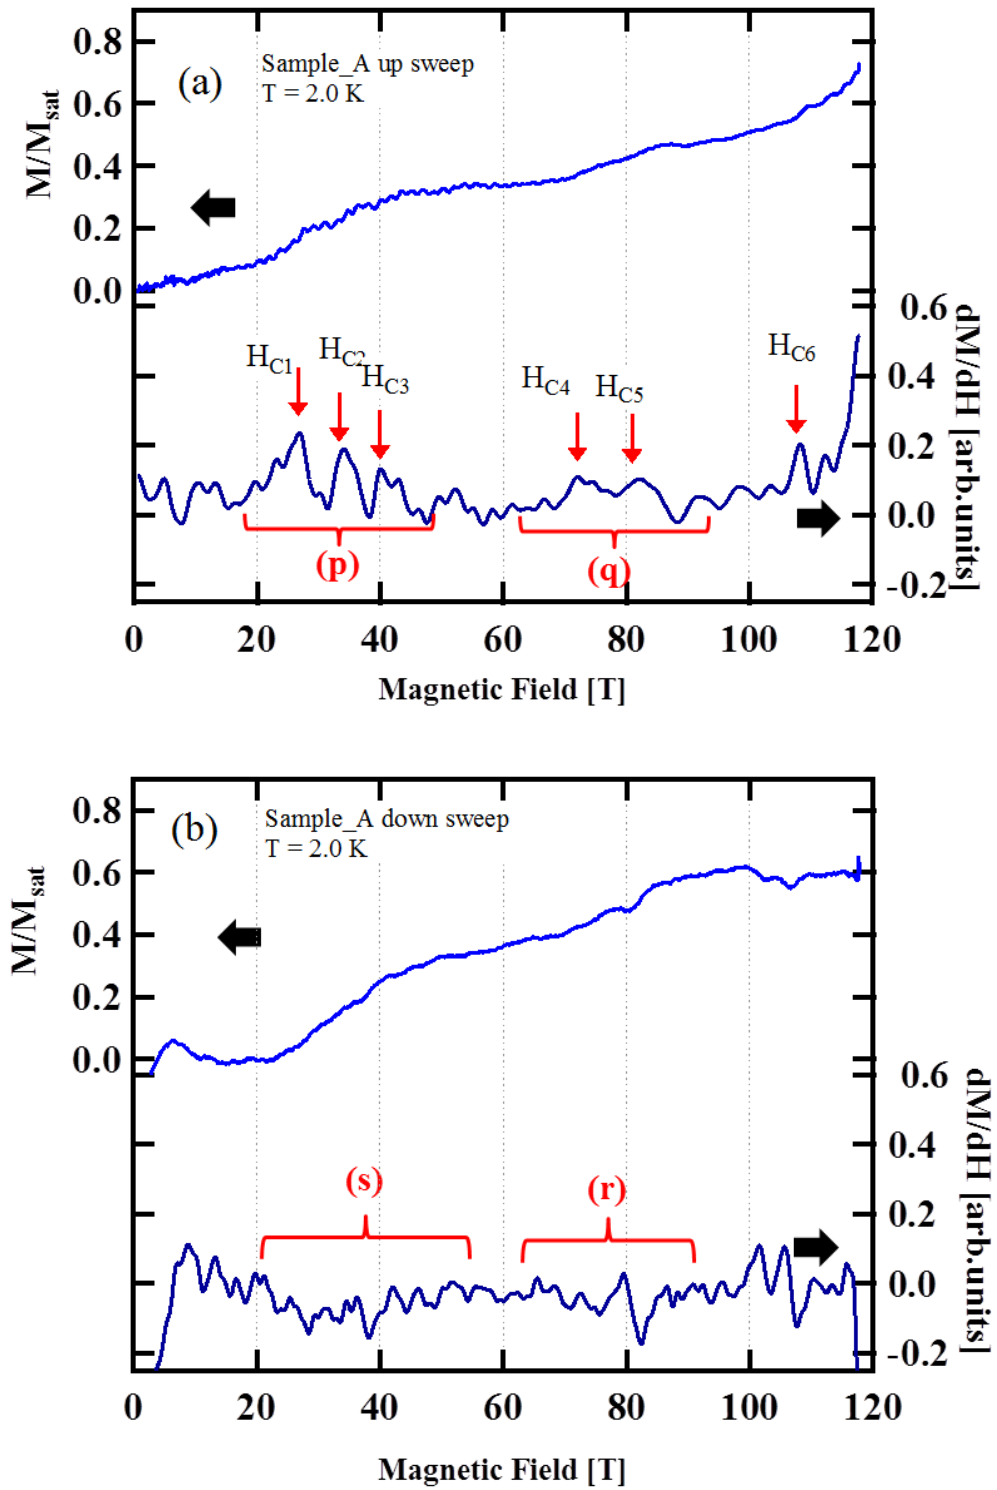 (a)
Sample_A up sweep
T = 2.0 K
M/Msat
0.8
0.6
0.4
0.2
0.0
HC1
HC2
HC3
HC4
HC5
HC6
0.6
0.4
0.2
0.0
-0.2
dM/dH [arb.units]
(p)
(q)
0 20 40 60 80 100 120
Magnetic Field [T]
(b)
Sample_A down sweep
T = 2.0 K
M/Msat
0.8
0.6
0.4
0.2
0.0
(s)
(r)
0.6
0.4
0.2
0.0
-0.2
dM/dH [arb.units]
0 20 40 60 80 100 120
Magnetic Field [T]